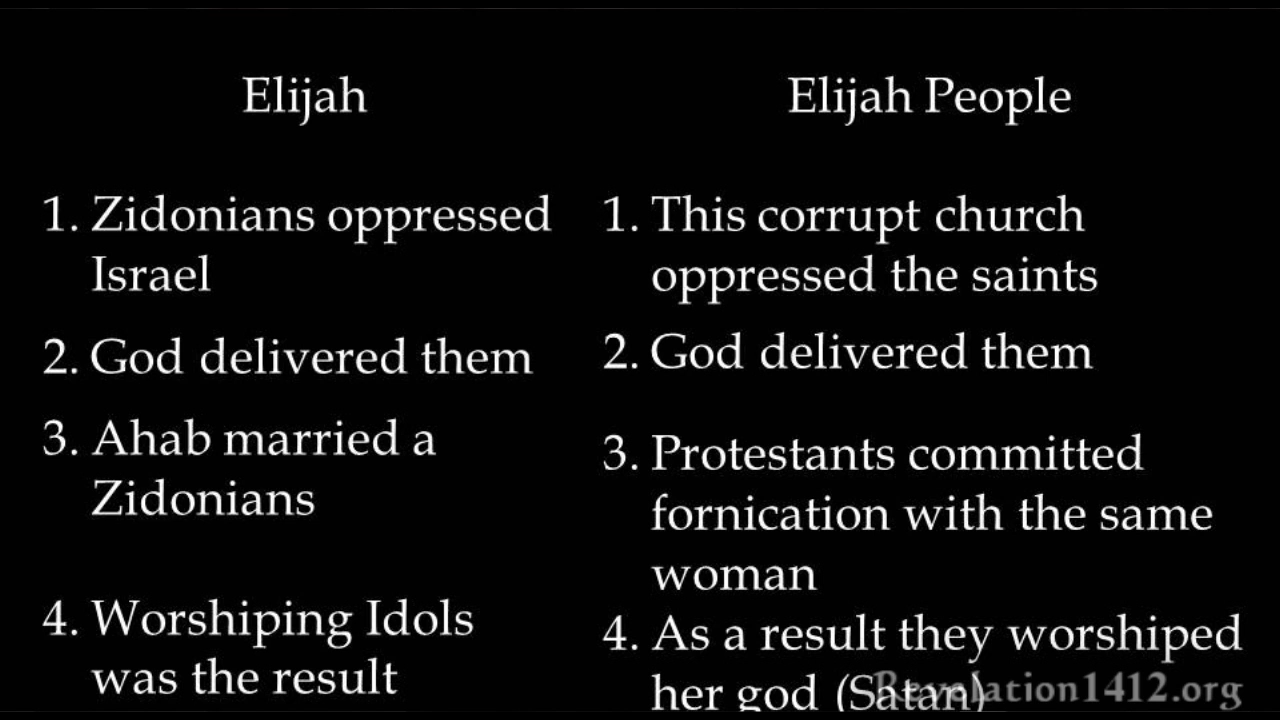 Elijah
1. Zidonians oppressed
Israel
2. God delivered them
3. Ahab married a
Zidonians
4. Worshiping Idols
was the result
Elijah People
1. This corrupt church
oppressed the saints
2. God delivered them
3. Protestants committed
fornication with the same
woman
4. As a result they worshiped
her god (Satan)
Revelation1412.org